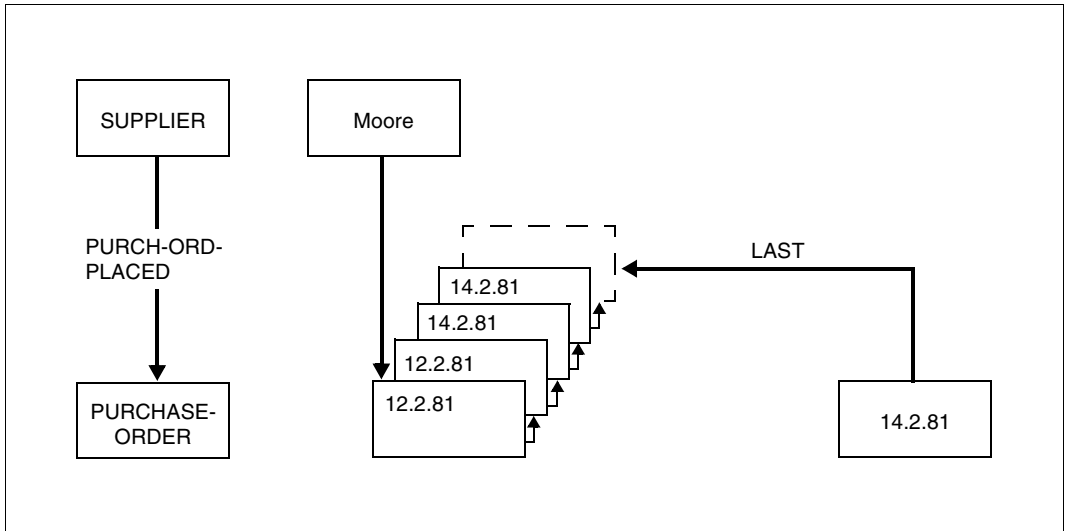 SUPPLIER
Moore
PURCH-ORD-
PLACED
LAST
14.2.81
14.2.81
12.2.81
12.2.81
PURCHASE-
ORDER
14.2.81